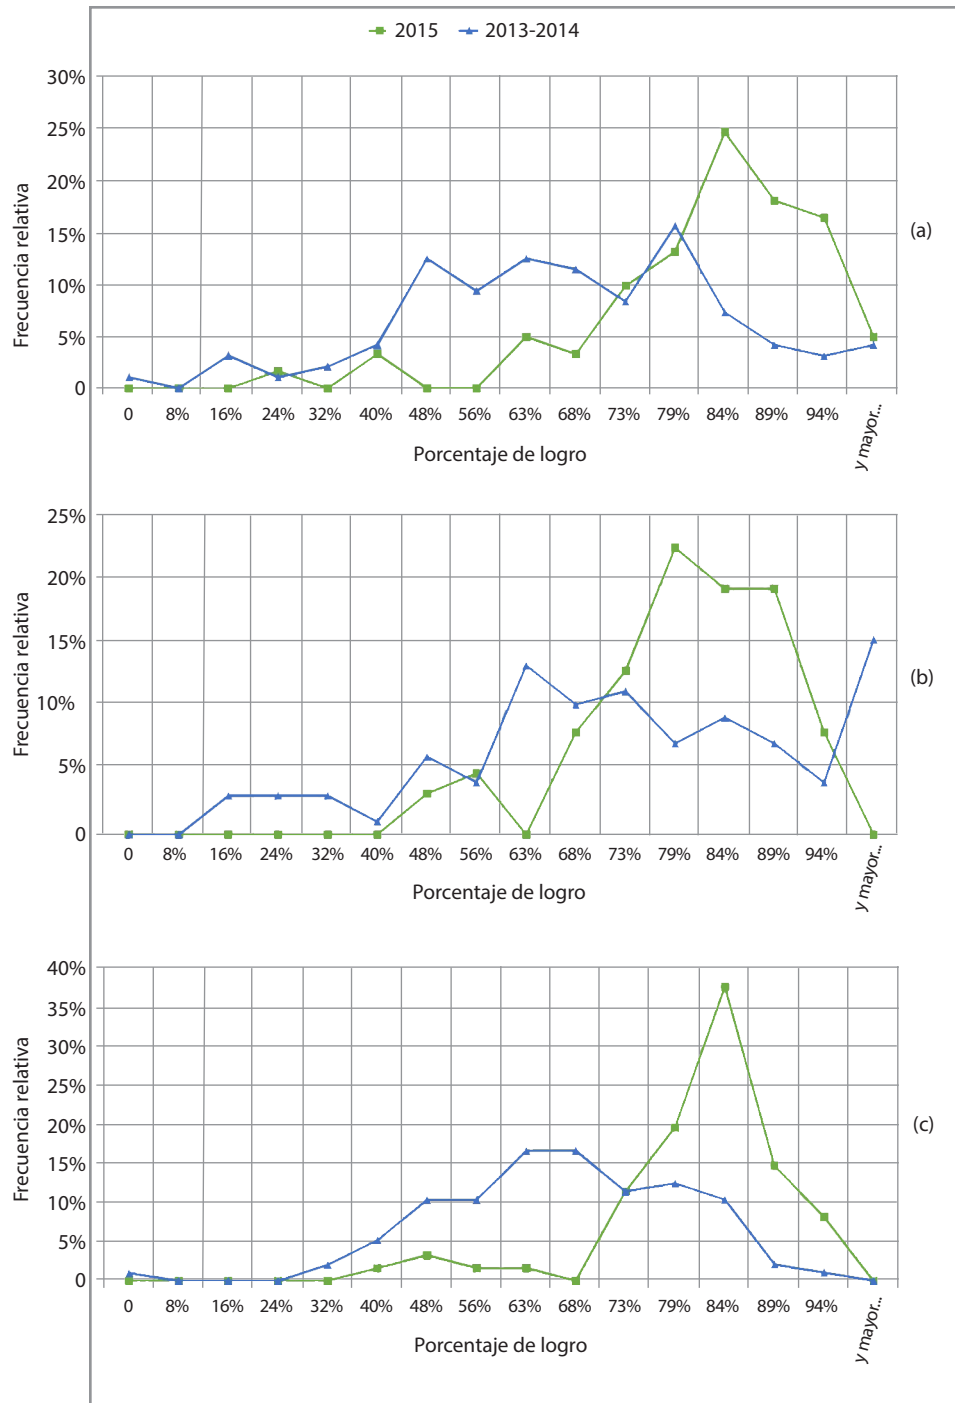 2015 2013-2014
30%
25%
20%
15%
10%
5%
0
Frecuencia relativa
0 8% 16% 24% 32% 40% 48% 56% 63% 68% 73% 79% 84% 89% 94% y mayor...
Porcentaje de logro
(a)
25%
20%
15%
10%
5%
0
Frecuencia relativa
0 8% 16% 24% 32% 40% 48% 56% 63% 68% 73% 79% 84% 89% 94% y mayor...
Porcentaje de logro
(b)
40%
35%
30%
25%
20%
15%
10%
5%
0
Frecuencia relativa
0 8% 16% 24% 32% 40% 48% 56% 63% 68% 73% 79% 84% 89% 94% y mayor...
Porcentaje de logro
(c)